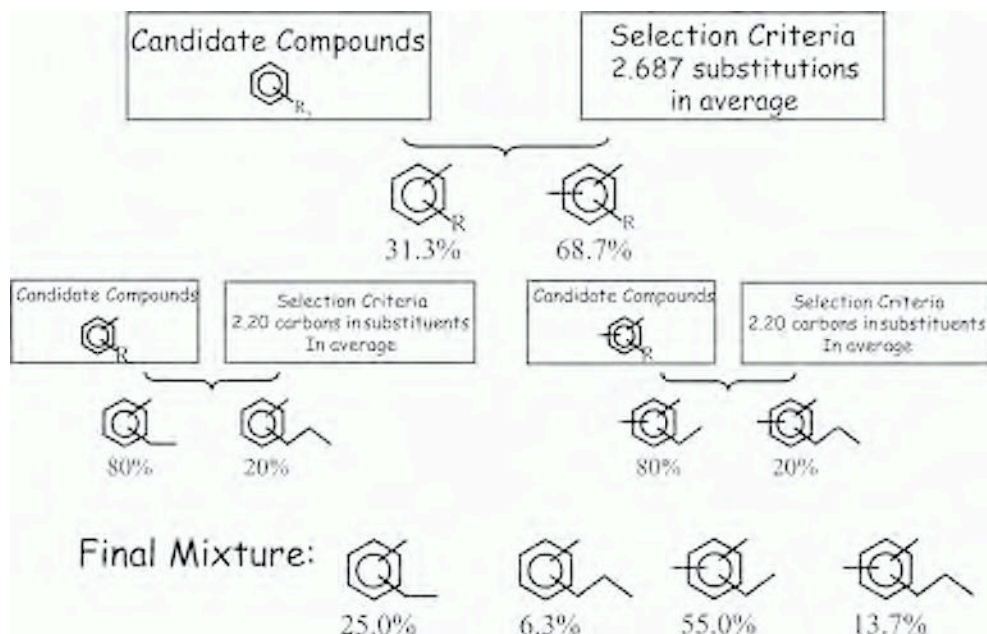 Candidate Compounds
R,
Selection Criteria
2.687 substitutions
in average
R
R
31.3%
68.7%
Candidate Compounds
R
Selection Criteria
2.20 carbons in substituents
In average
Candidate Compounds
R
Selection Criteria
2.20 carbons in substituents
In average
80%
20%
80%
20%
Final Mixture:
25.0%
6.3%
55.0%
13.7%